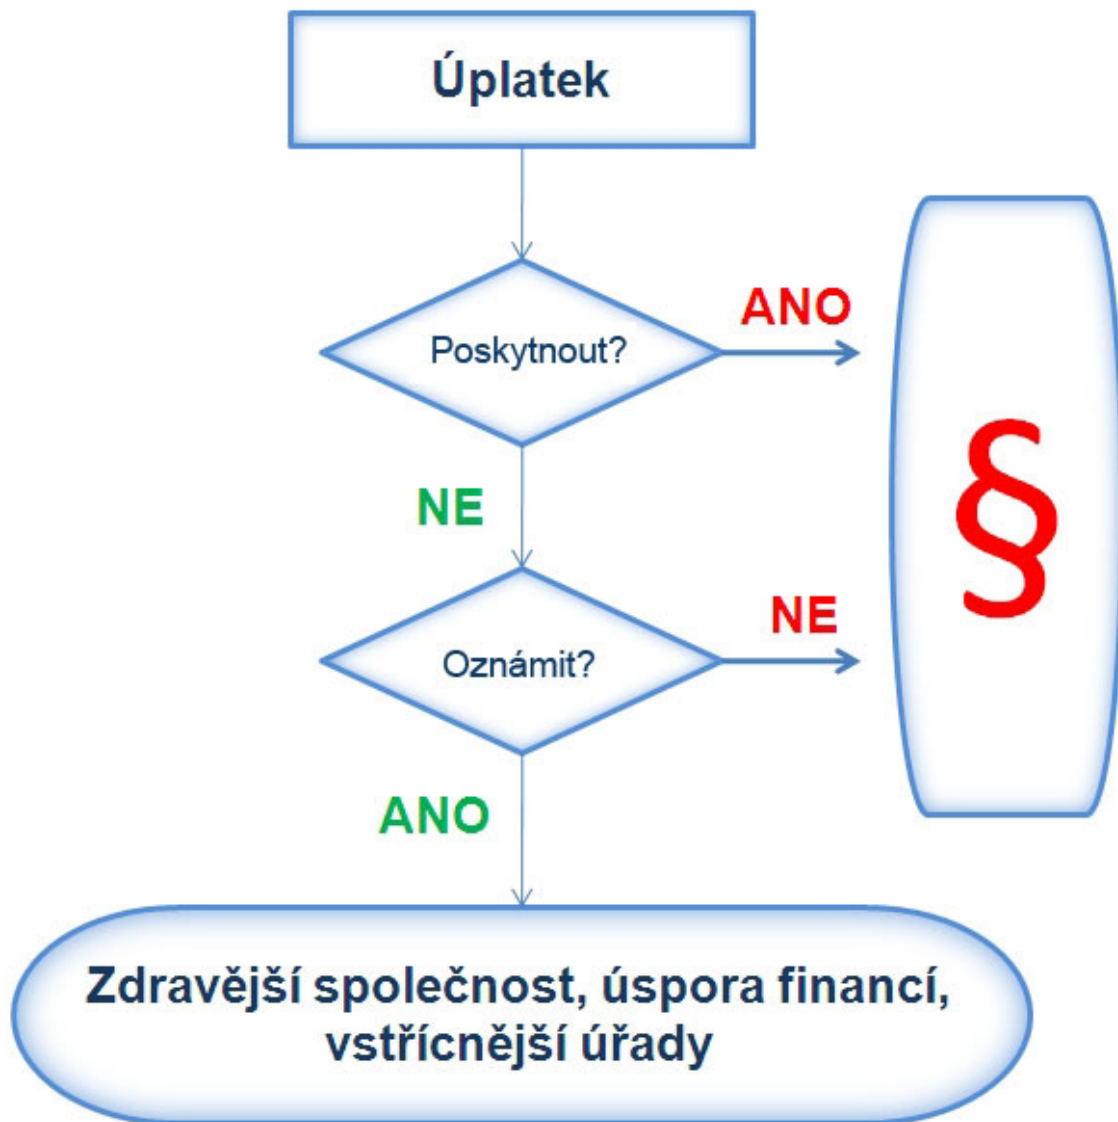 Úplatek
Poskytnout?
ANO
NE
§
Oznámit?
NE
ANO
Zdravější společnost, úspora financí,
vstřícnější úřady